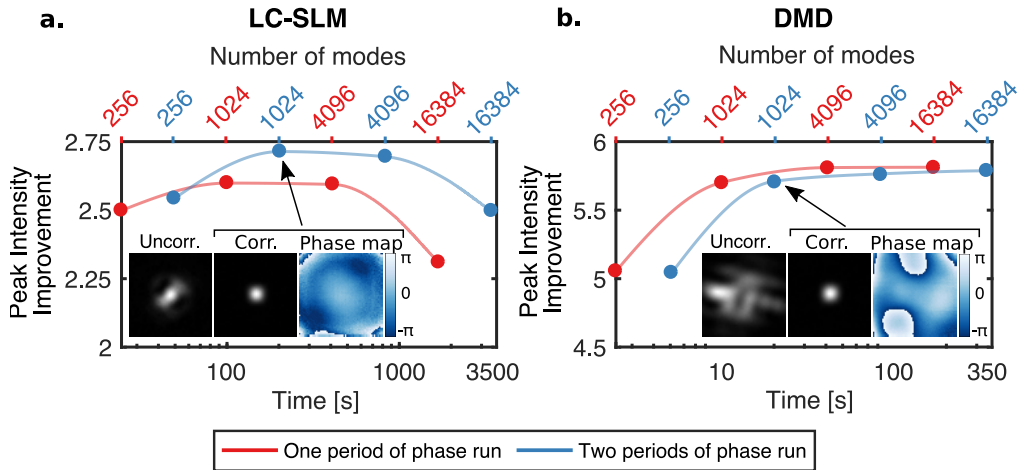 a.
LC-SLM
Number of modes
256 256 1024 1024 4096 4096 16384 16384
2.75
2.5
2.25
2
Peak Intensity
Improvement
Uncorr. Corr. Phase map
π
0
-π
100 1000 3500
Time [s]
b.
DMD
Number of modes
256 256 1024 1024 4096 4096 16384 16384
6
5.5
5
4.5
Peak Intensity
Improvement
Uncorr. Corr. Phase map
π
0
-π
10 100 350
Time [s]
One period of phase run Two periods of phase run